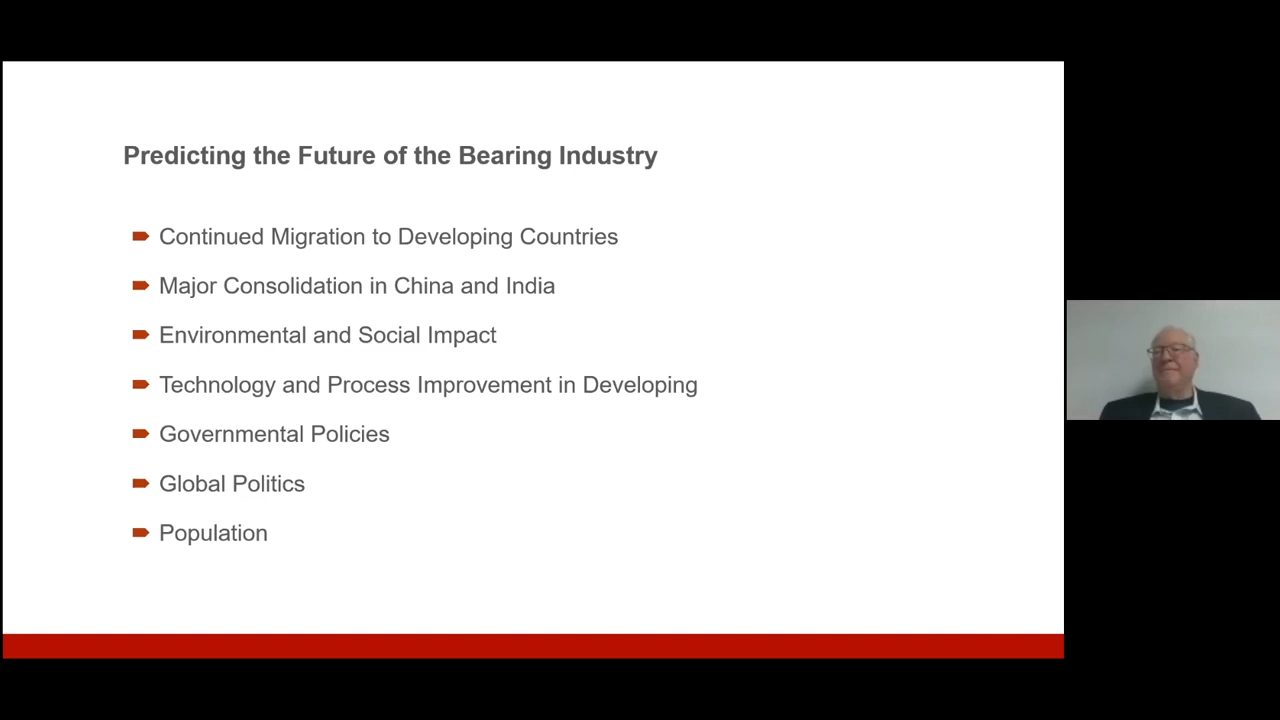 Predicting the Future of the Bearing Industry
Continued Migration to Developing Countries
Major Consolidation in China and India
Environmental and Social Impact
Technology and Process Improvement in Developing
Governmental Policies
Global Politics
Population